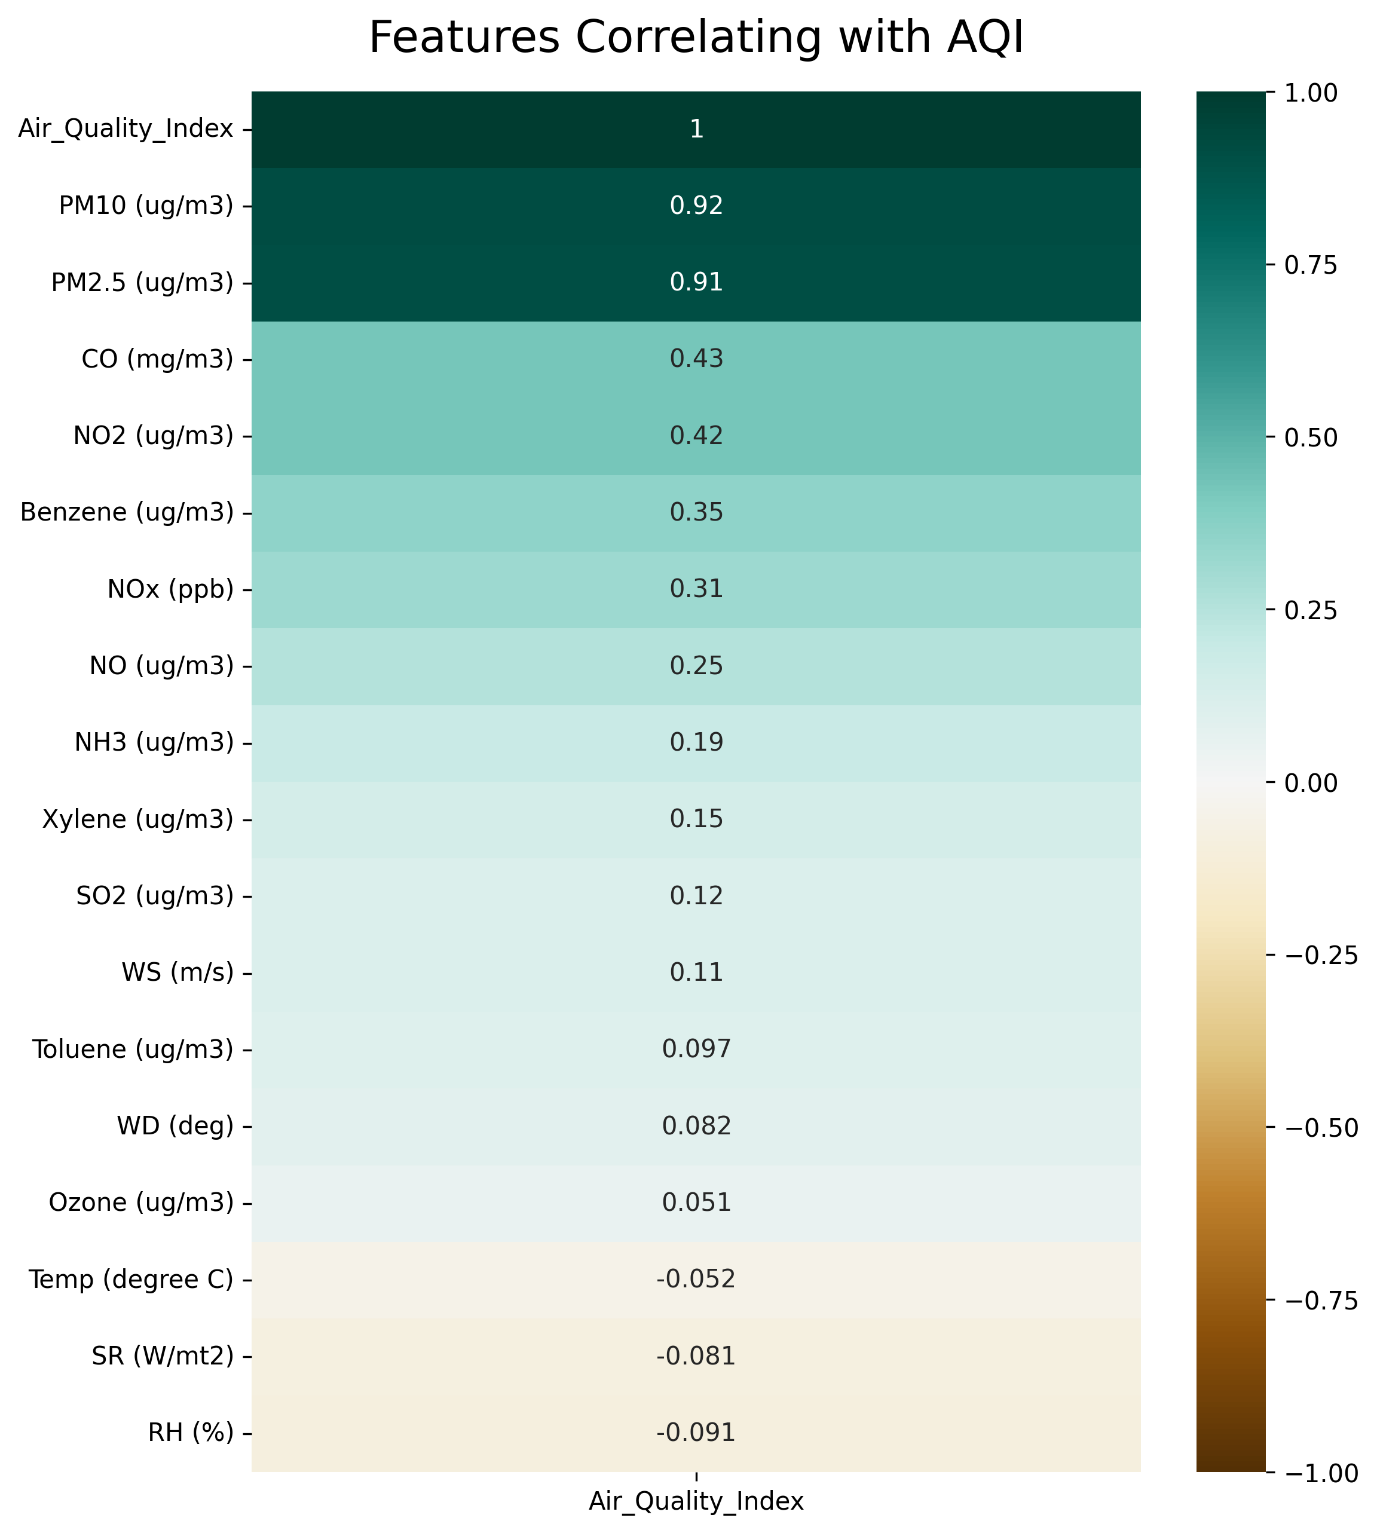 Features Correlating with AQI
Air_Quality_Index 1
PM10 (ug/m3) 0.92
PM2.5 (ug/m3) 0.91
CO (mg/m3) 0.43
NO2 (ug/m3) 0.42
Benzene (ug/m3) 0.35
NOx (ppb) 0.31
NO (ug/m3) 0.25
NH3 (ug/m3) 0.19
Xylene (ug/m3) 0.15
SO2 (ug/m3) 0.12
WS (m/s) 0.11
Toluene (ug/m3) 0.097
WD (deg) 0.082
Ozone (ug/m3) 0.051
Temp (degree C) -0.052
SR (W/mt2) -0.081
RH (%) -0.091
Air_Quality_Index
1.00
0.75
0.50
0.25
0.00
−0.25
−0.50
−0.75
−1.00